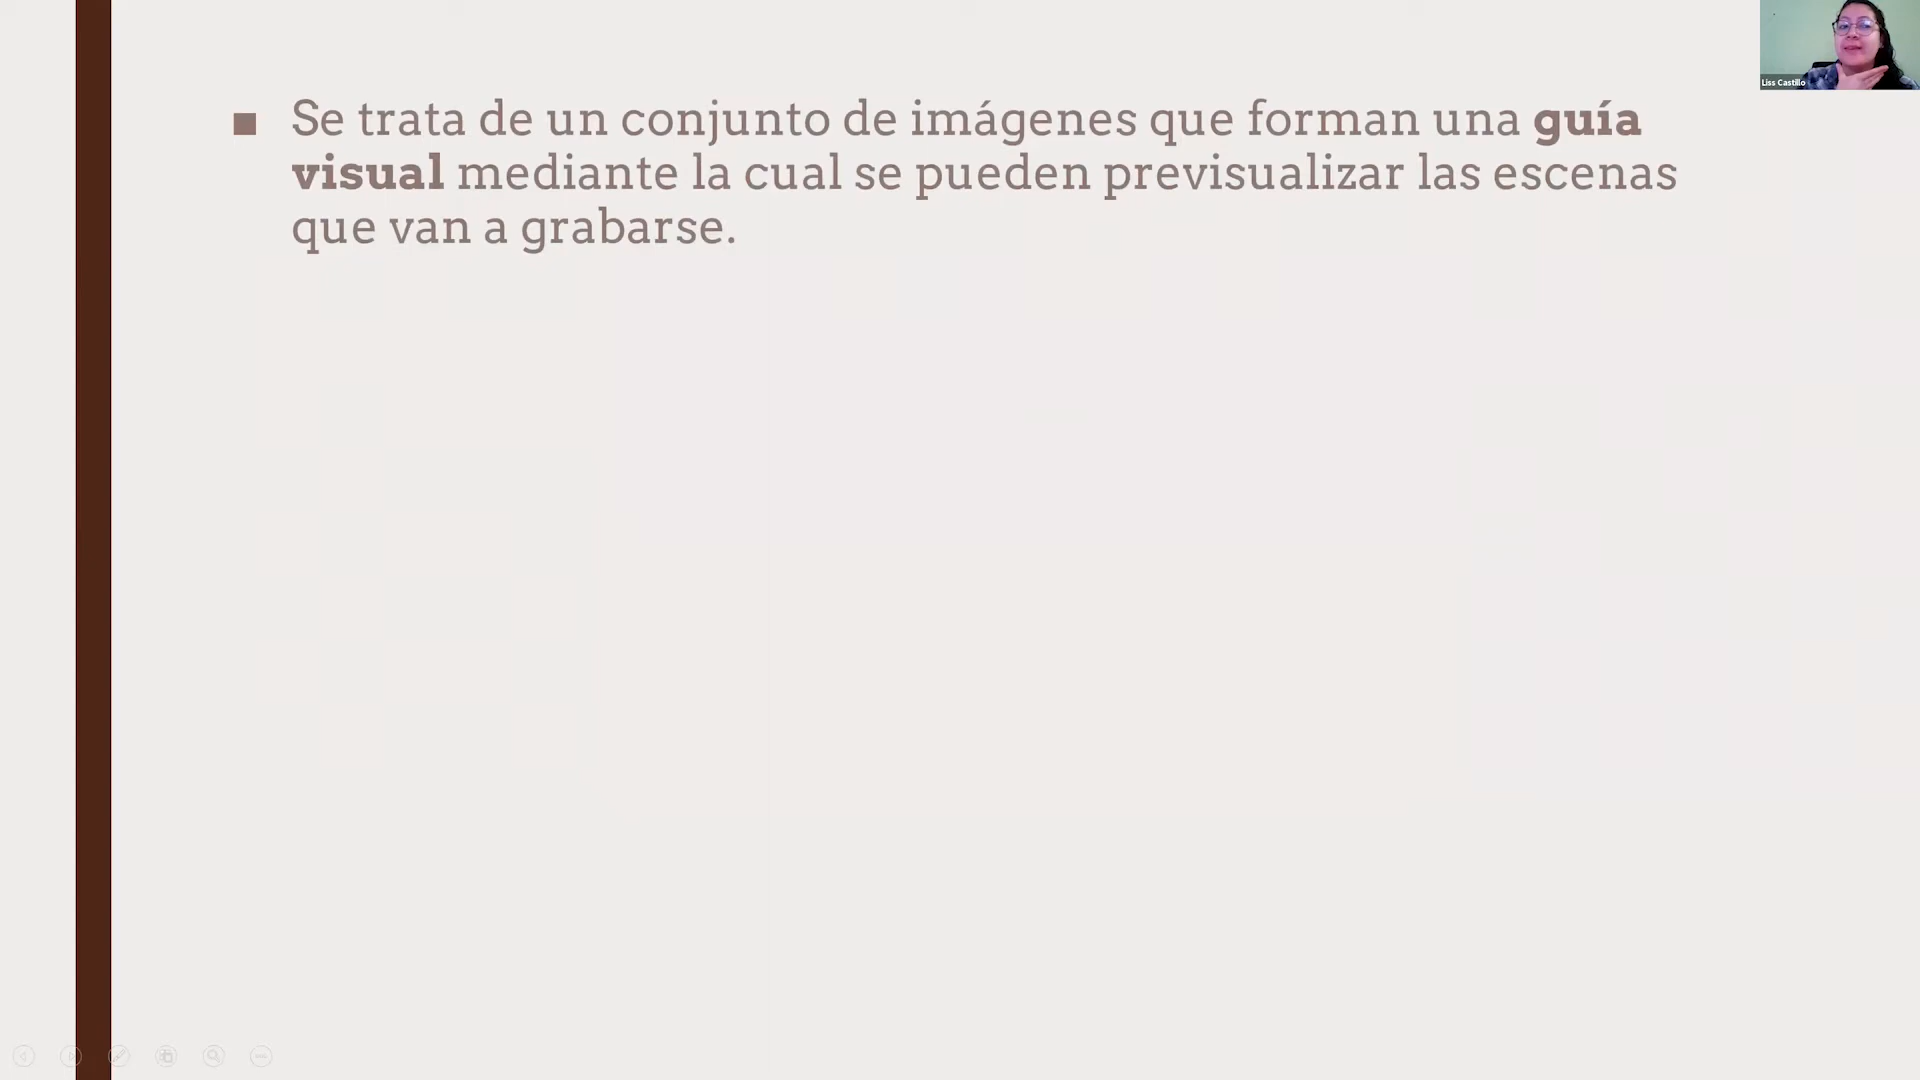 Liss Castillo
■ Se trata de un conjunto de imágenes que forman una guía
visual mediante la cual se pueden previsualizar las escenas
que van a grabarse.